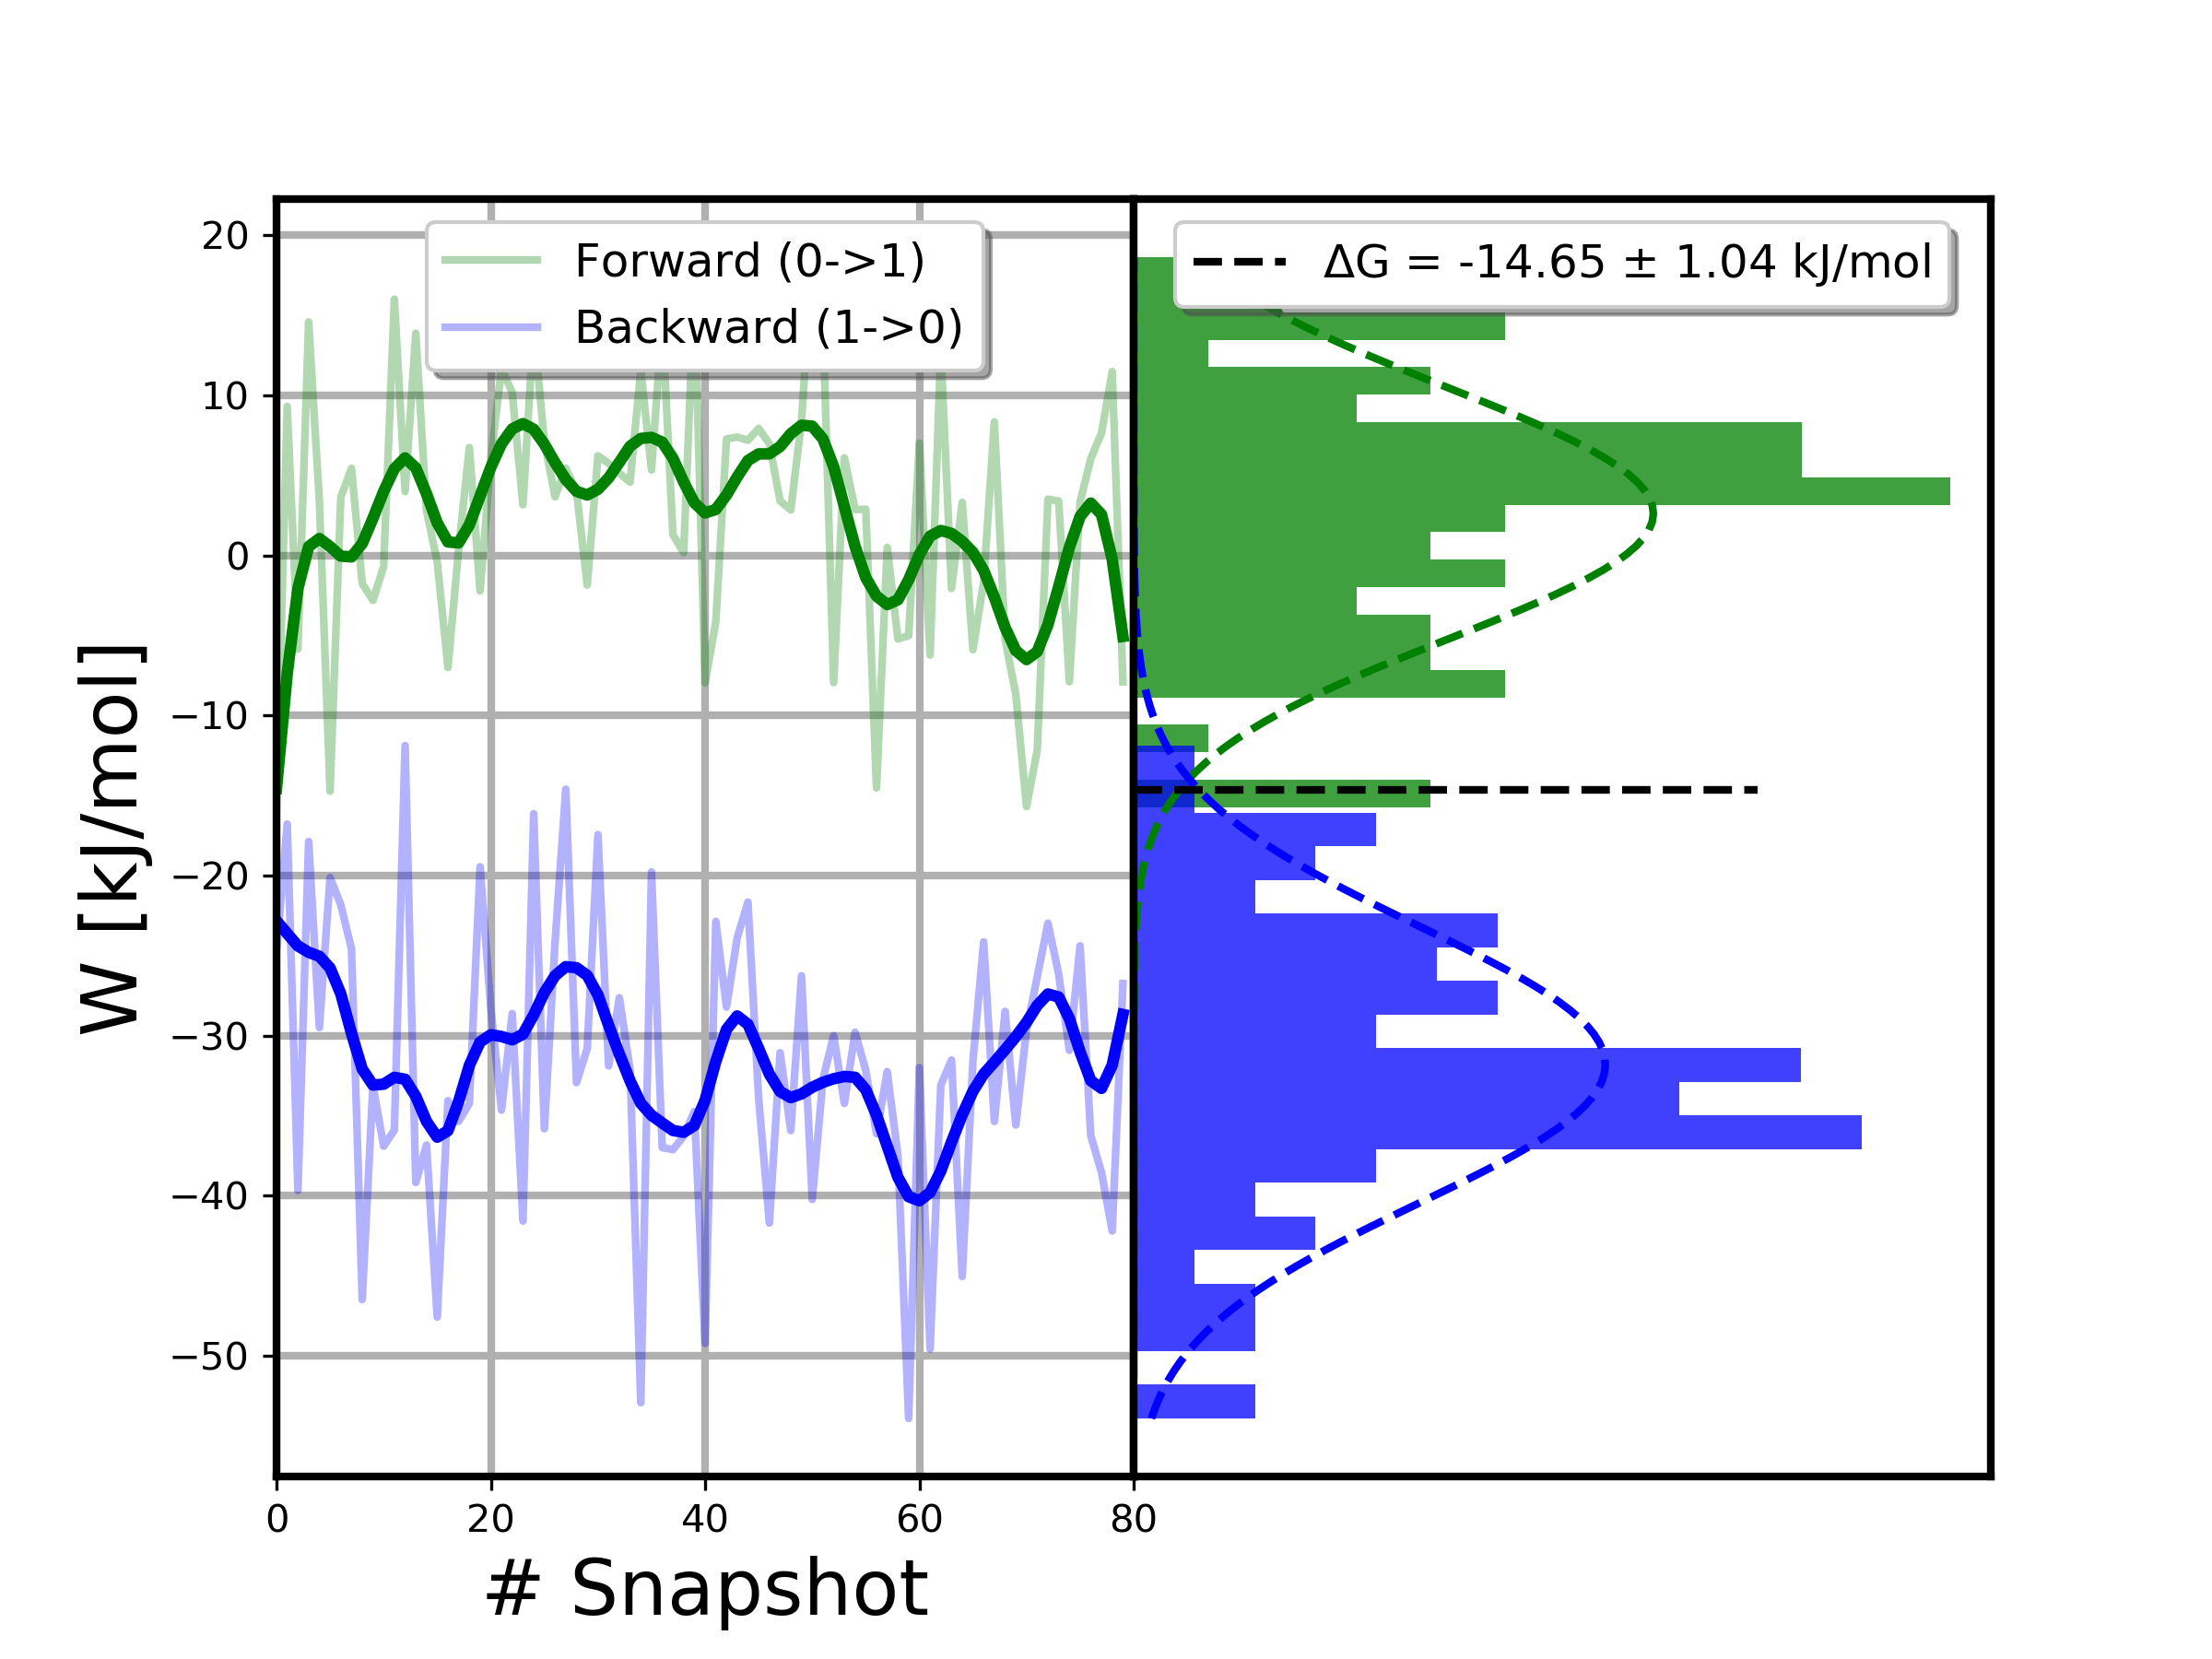 Forward (0->1)
Backward (1->0)
ΔG = -14.65 ± 1.04 kJ/mol
20
10
0
−10
−20
−30
−40
−50
W [kJ/mol]
0 20 40 60 80
# Snapshot